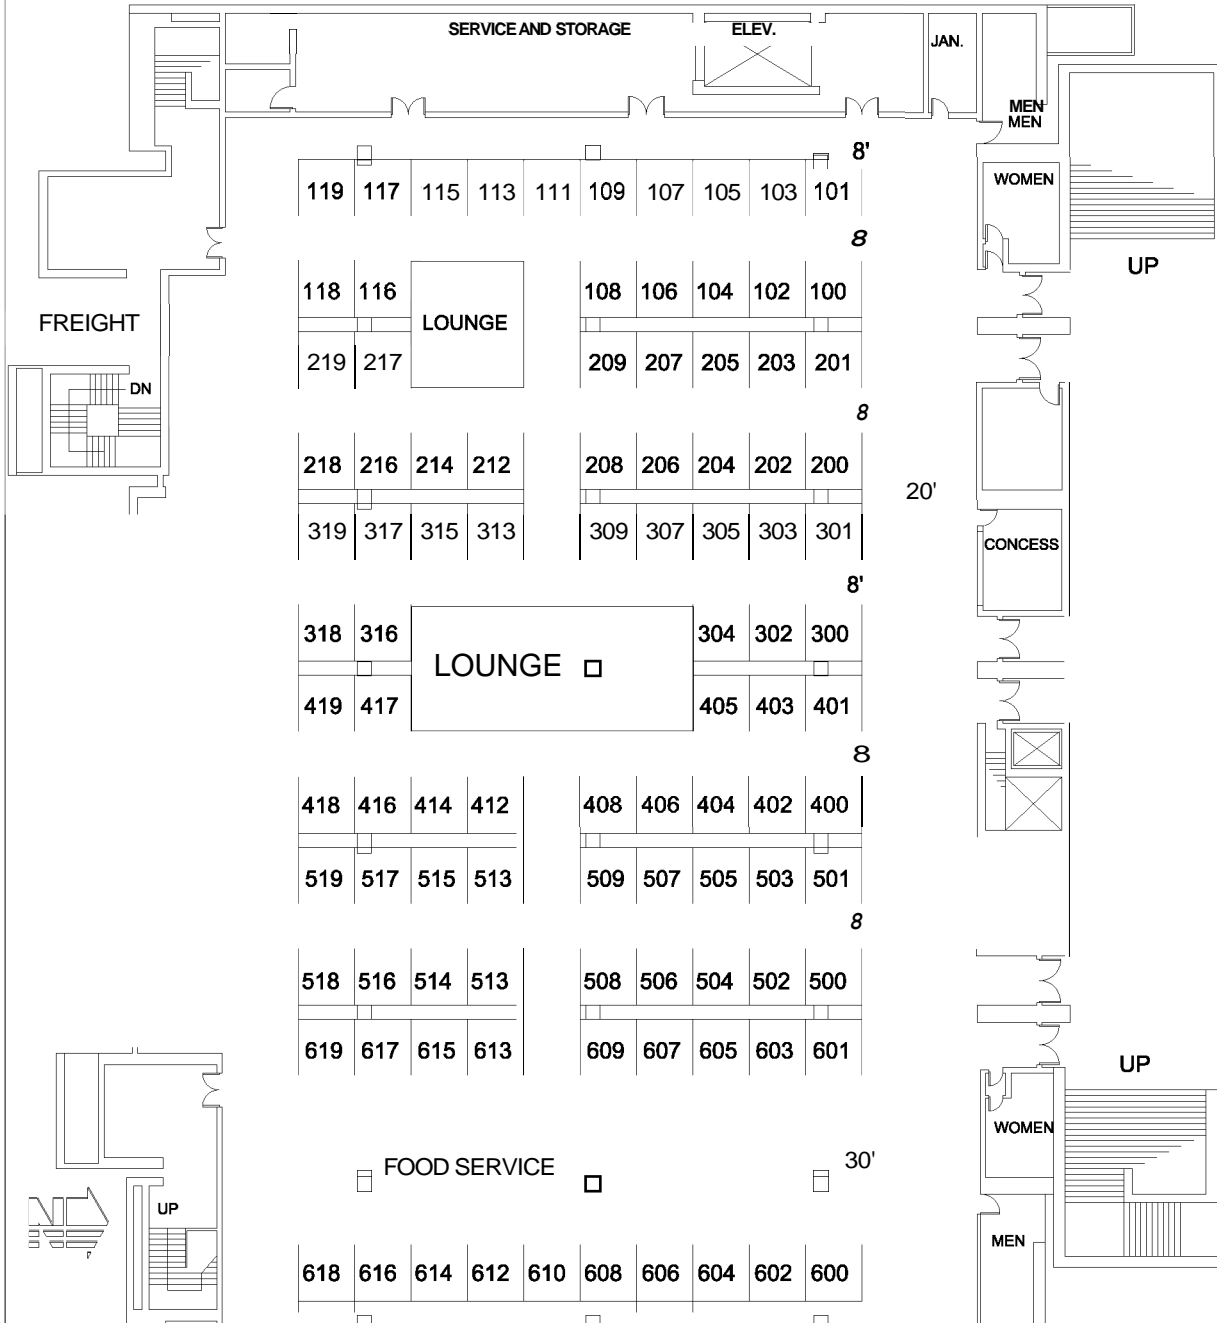 SERVICE AND STORAGE ELEV.
JAN.
MEN
MEN
8'
WOMEN
119 117 115 113 111 109 107 105 103 101
8
UP
118 116 108 106 104 102 100
FREIGHT LOUNGE
219 217 209 207 205 203 201
DN
8
218 216 214 212 208 206 204 202 200
20'
319 317 315 313 309 307 305 303 301
CONCESS
8'
318 316 304 302 300
LOUNGE
419 417 405 403 401
8
418 416 414 412 408 406 404 402 400
519 517 515 513 509 507 505 503 501
8
518 516 514 513 508 506 504 502 500
619 617 615 613 609 607 605 603 601
UP
WOMEN
FOOD SERVICE 30'
UP
N
MEN
618 616 614 612 610 608 606 604 602 600